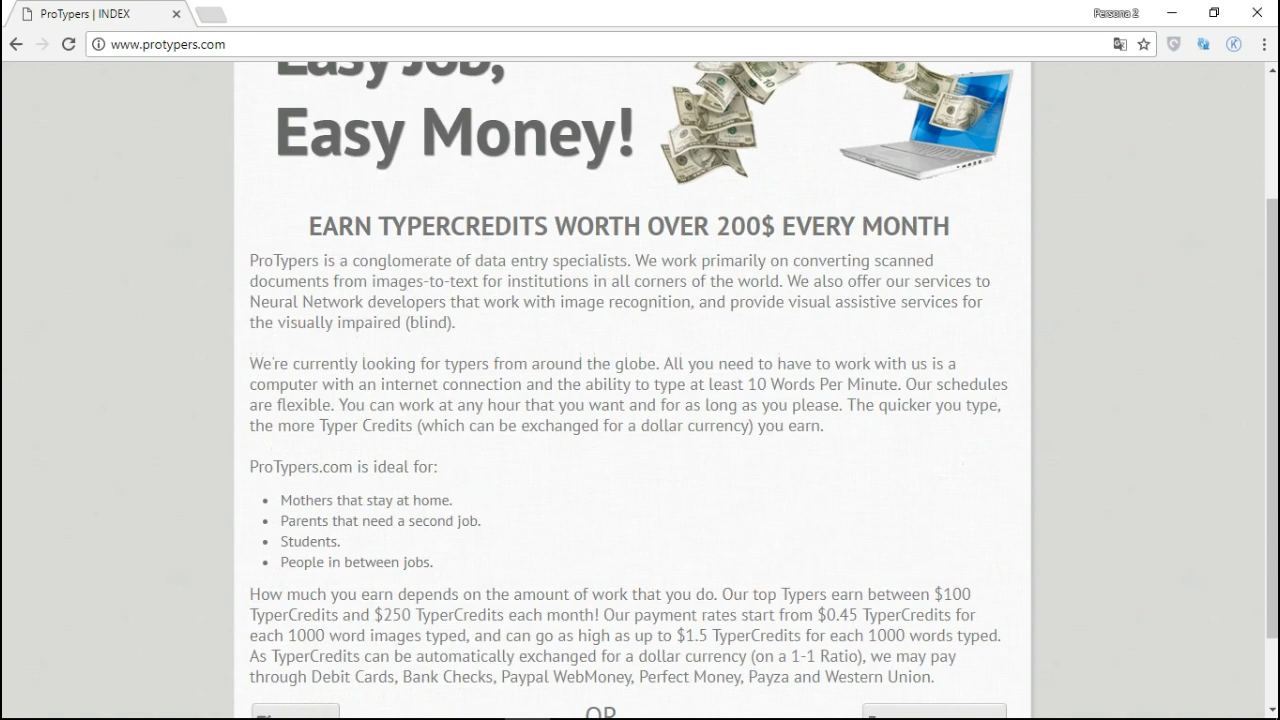 ProTypers | INDEX
Persona 2
www.protypers.com
Easy Job,
Easy Money!
EARN TYPERCREDITS WORTH OVER 200$ EVERY MONTH
ProTypers is a conglomerate of data entry specialists. We work primarily on converting scanned
documents from images-to-text for institutions in all corners of the world. We also offer our services to
Neural Network developers that work with image recognition, and provide visual assistive services for
the visually impaired (blind).
We're currently looking for typers from around the globe. All you need to have to work with us is a
computer with an internet connection and the ability to type at least 10 Words Per Minute. Our schedules
are flexible. You can work at any hour that you want and for as long as you please. The quicker you type,
the more Typer Credits (which can be exchanged for a dollar currency) you earn.
ProTypers.com is ideal for:
• Mothers that stay at home.
• Parents that need a second job.
• Students.
• People in between jobs.
How much you earn depends on the amount of work that you do. Our top Typers earn between $100
TyperCredits and $250 TyperCredits each month! Our payment rates start from $0.45 TyperCredits for
each 1000 word images typed, and can go as high as up to $1.5 TyperCredits for each 1000 words typed.
As TyperCredits can be automatically exchanged for a dollar currency (on a 1-1 Ratio), we may pay
through Debit Cards, Bank Checks, Paypal WebMoney, Perfect Money, Payza and Western Union.
OR